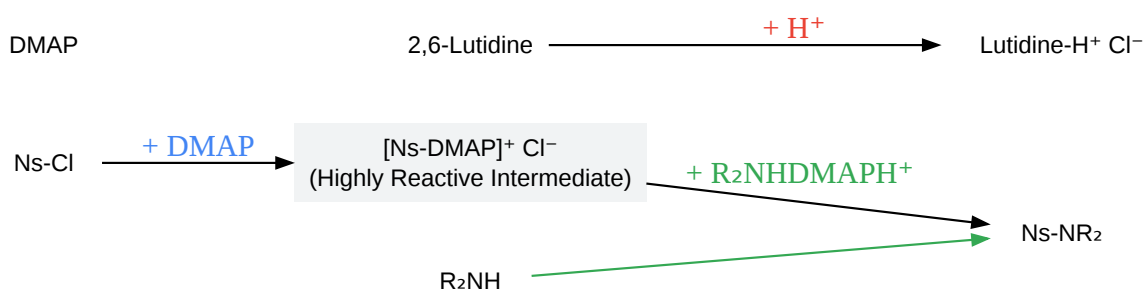 + H⁺
DMAP
2,6-Lutidine
Lutidine-H⁺ Cl⁻
+ DMAP
[Ns-DMAP]⁺ Cl⁻
(Highly Reactive Intermediate)
Ns-Cl
+ R₂NHDMAPH⁺
Ns-NR₂
R₂NH